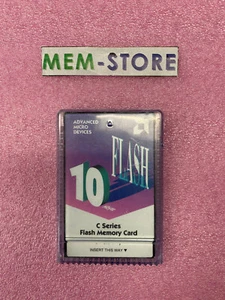 MEM-STORE
ADVANCED
MICRO
DEVICES
FLASH
10
C Series
Flash Memory Card
INSERT THIS WAY ▼